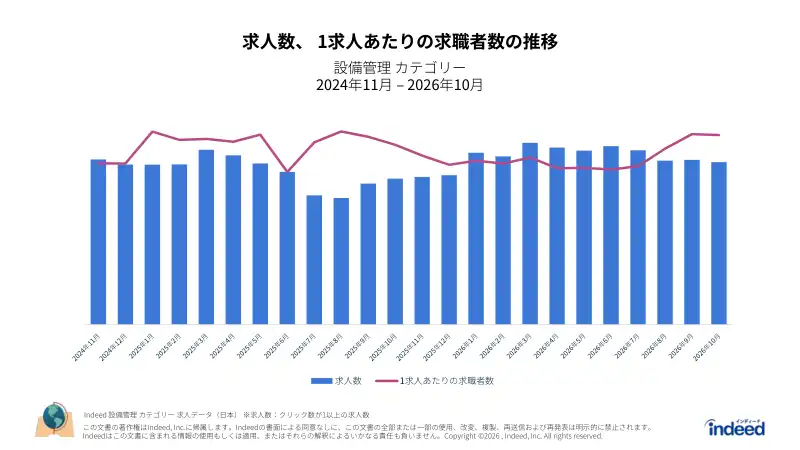 求人数、 1求人あたりの求職者数の推移
設備管理 カテゴリー
2024年11月 – 2026年10月
2024年11月
2024年12月
2025年1月
2025年2月
2025年3月
2025年4月
2025年5月
2025年6月
2025年7月
2025年8月
2025年9月
2025年10月
2025年11月
2025年12月
2026年1月
2026年2月
2026年3月
2026年4月
2026年5月
2026年6月
2026年7月
2026年8月
2026年9月
2026年10月
求人数
1求人あたりの求職者数
Indeed 設備管理 カテゴリー 求人データ（日本） ※求人数：クリック数が1以上の求人数
この文書の著作権はIndeed, Inc.に帰属します。Indeedの書面による同意なしに、この文書の全部または一部の使用、改変、複製、再送信および再発表は明示的に禁止されます。
Indeedはこの文書に含まれる情報の使用もしくは適用、またはそれらの解釈によるいかなる責任も負いません。Copyright ©2026 , Indeed, Inc. All rights reserved.
インディード
indeed